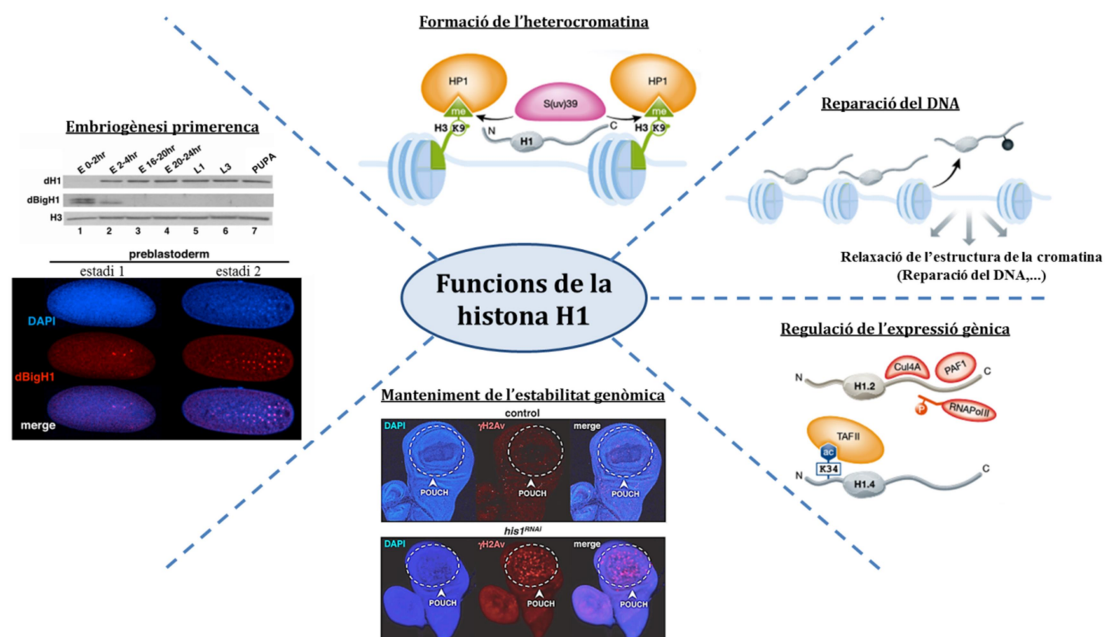 Formació de l'heterocromatina
HP1
HP1
me
S(uv)39
me
H3 K9
N
H1
C
H3 K9
Reparació del DNA
Relaxació de l'estructura de la cromatina
(Reparació del DNA,...)
Embriogènesi primerenca
E 0-2hr
E 2-4hr
E 16-20hr
E 20-24hr
L1
L3
PUPA
dH1
dBigH1
H3
1 2 3 4 5 6 7
preblastoderm
estadi 1 estadi 2
DAPI
dBigH1
merge
Funcions de la
histona H1
Regulació de l'expressió gènica
Cul4A
PAF1
N
H1.2
C
P
RNAPolII
TAFII
ac
K34
N
H1.4
C
Manteniment de l'estabilitat genòmica
control
DAPI γH2Av merge
POUCH POUCH POUCH
his1RNAi
DAPI γH2Av merge
POUCH POUCH POUCH